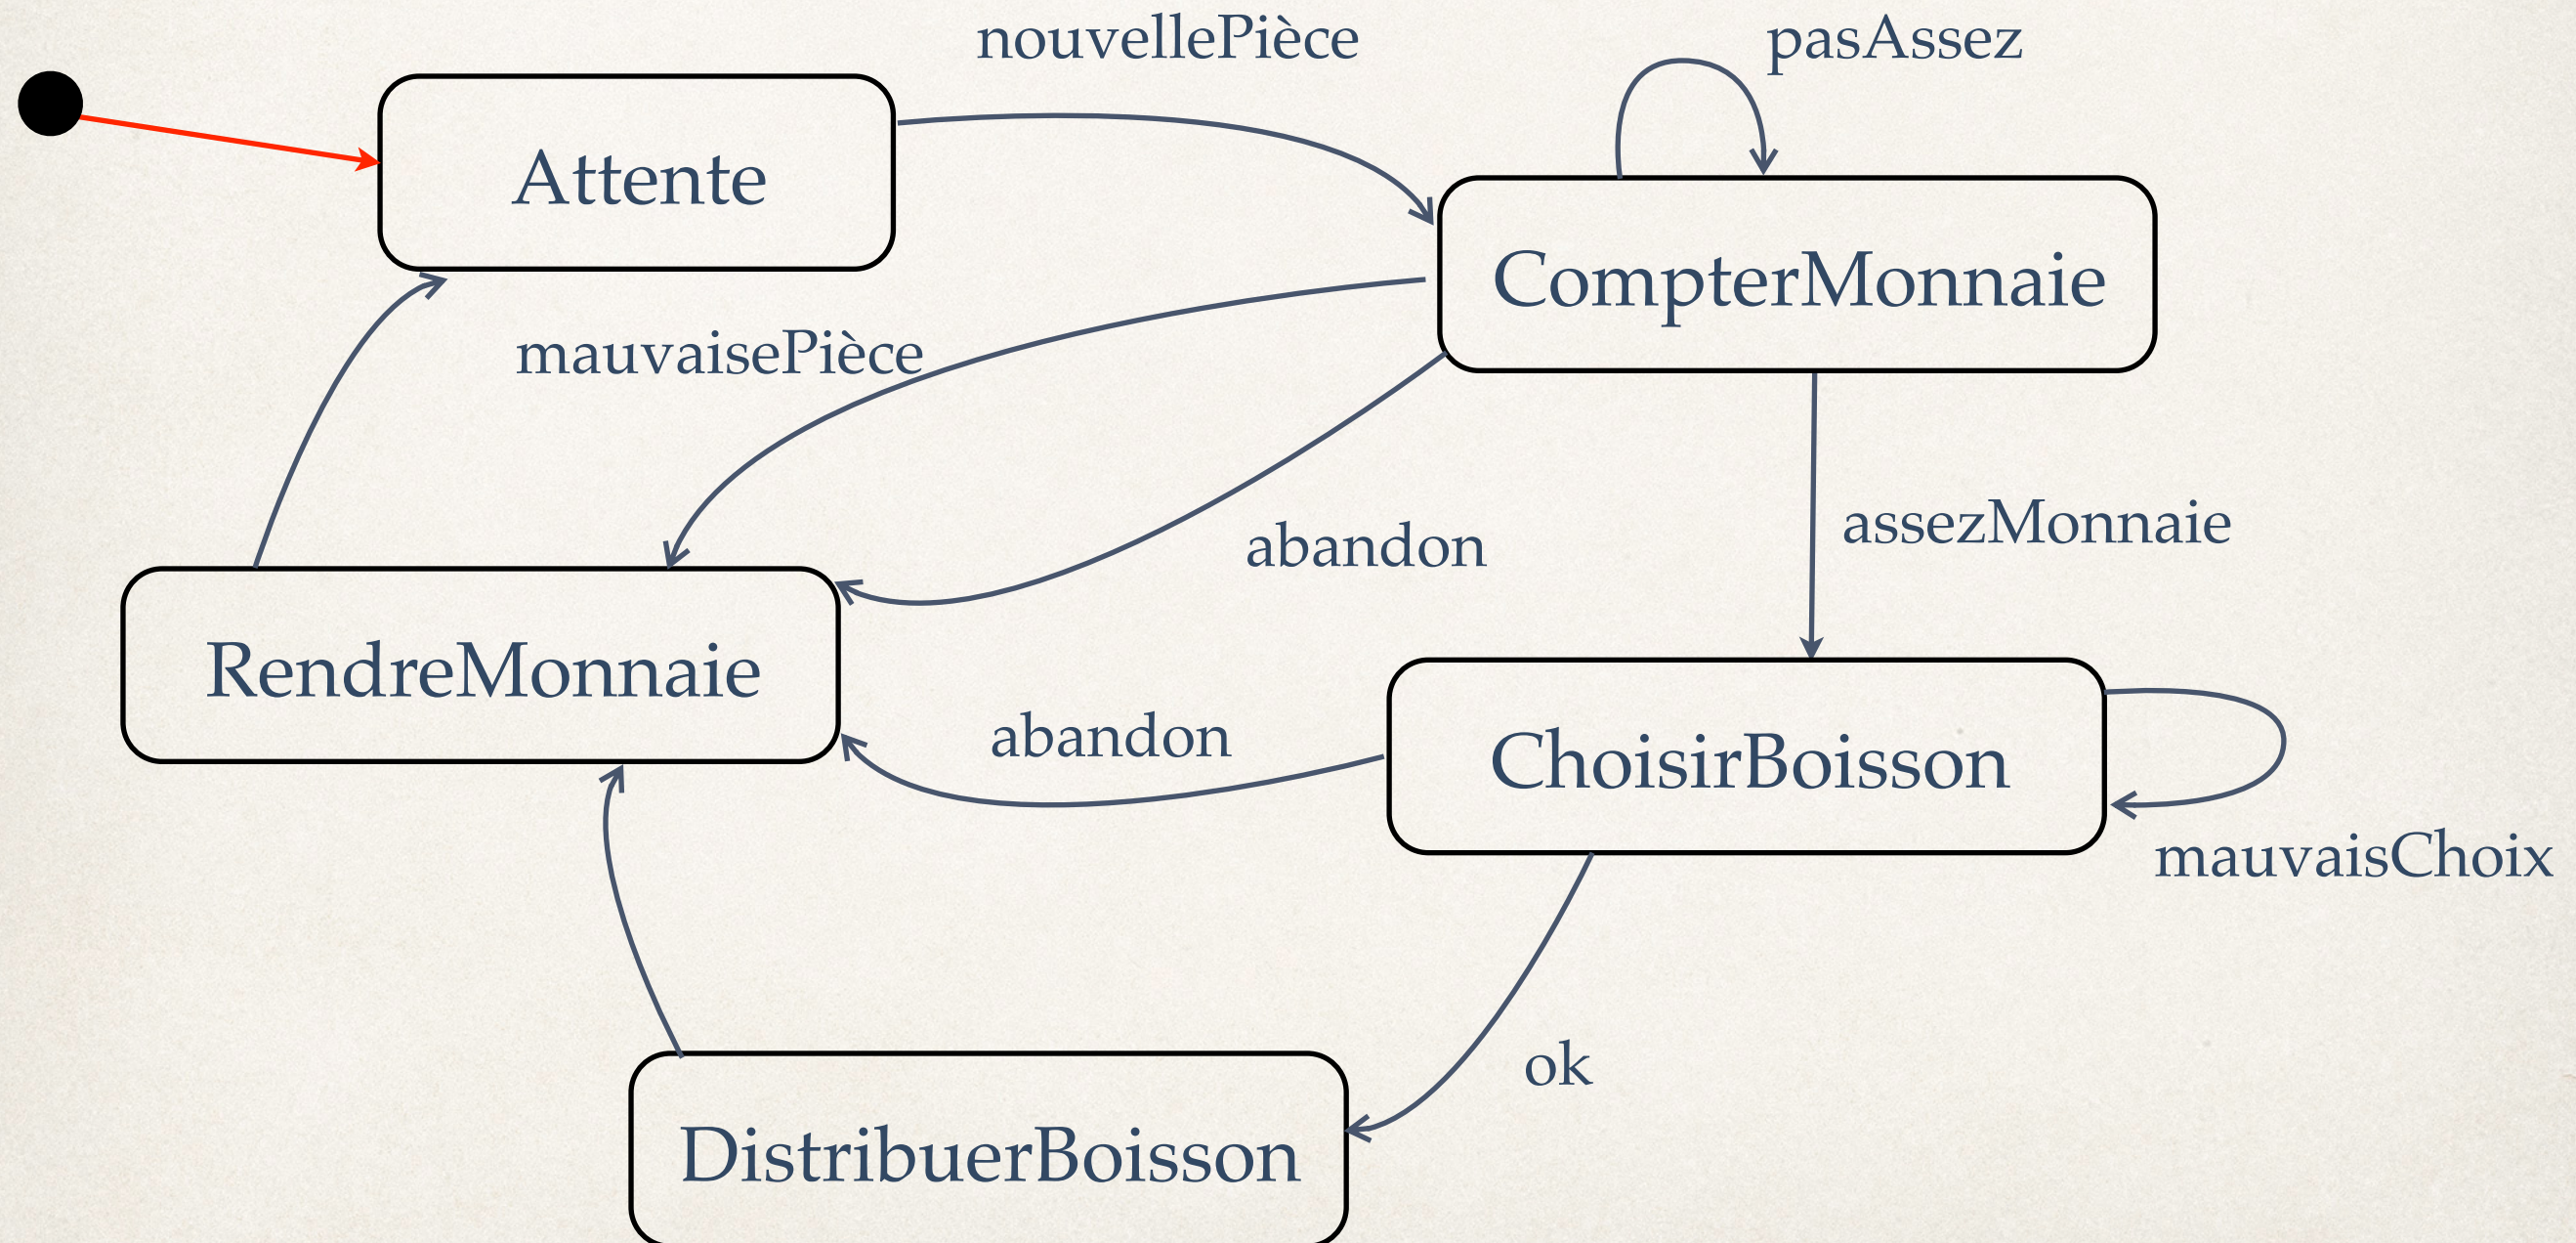 nouvellePièce
pasAssez
Attente
CompterMonnaie
mauvaisePièce
assezMonnaie
abandon
RendreMonnaie
abandon
ChoisirBoisson
mauvaisChoix
ok
DistribuerBoisson